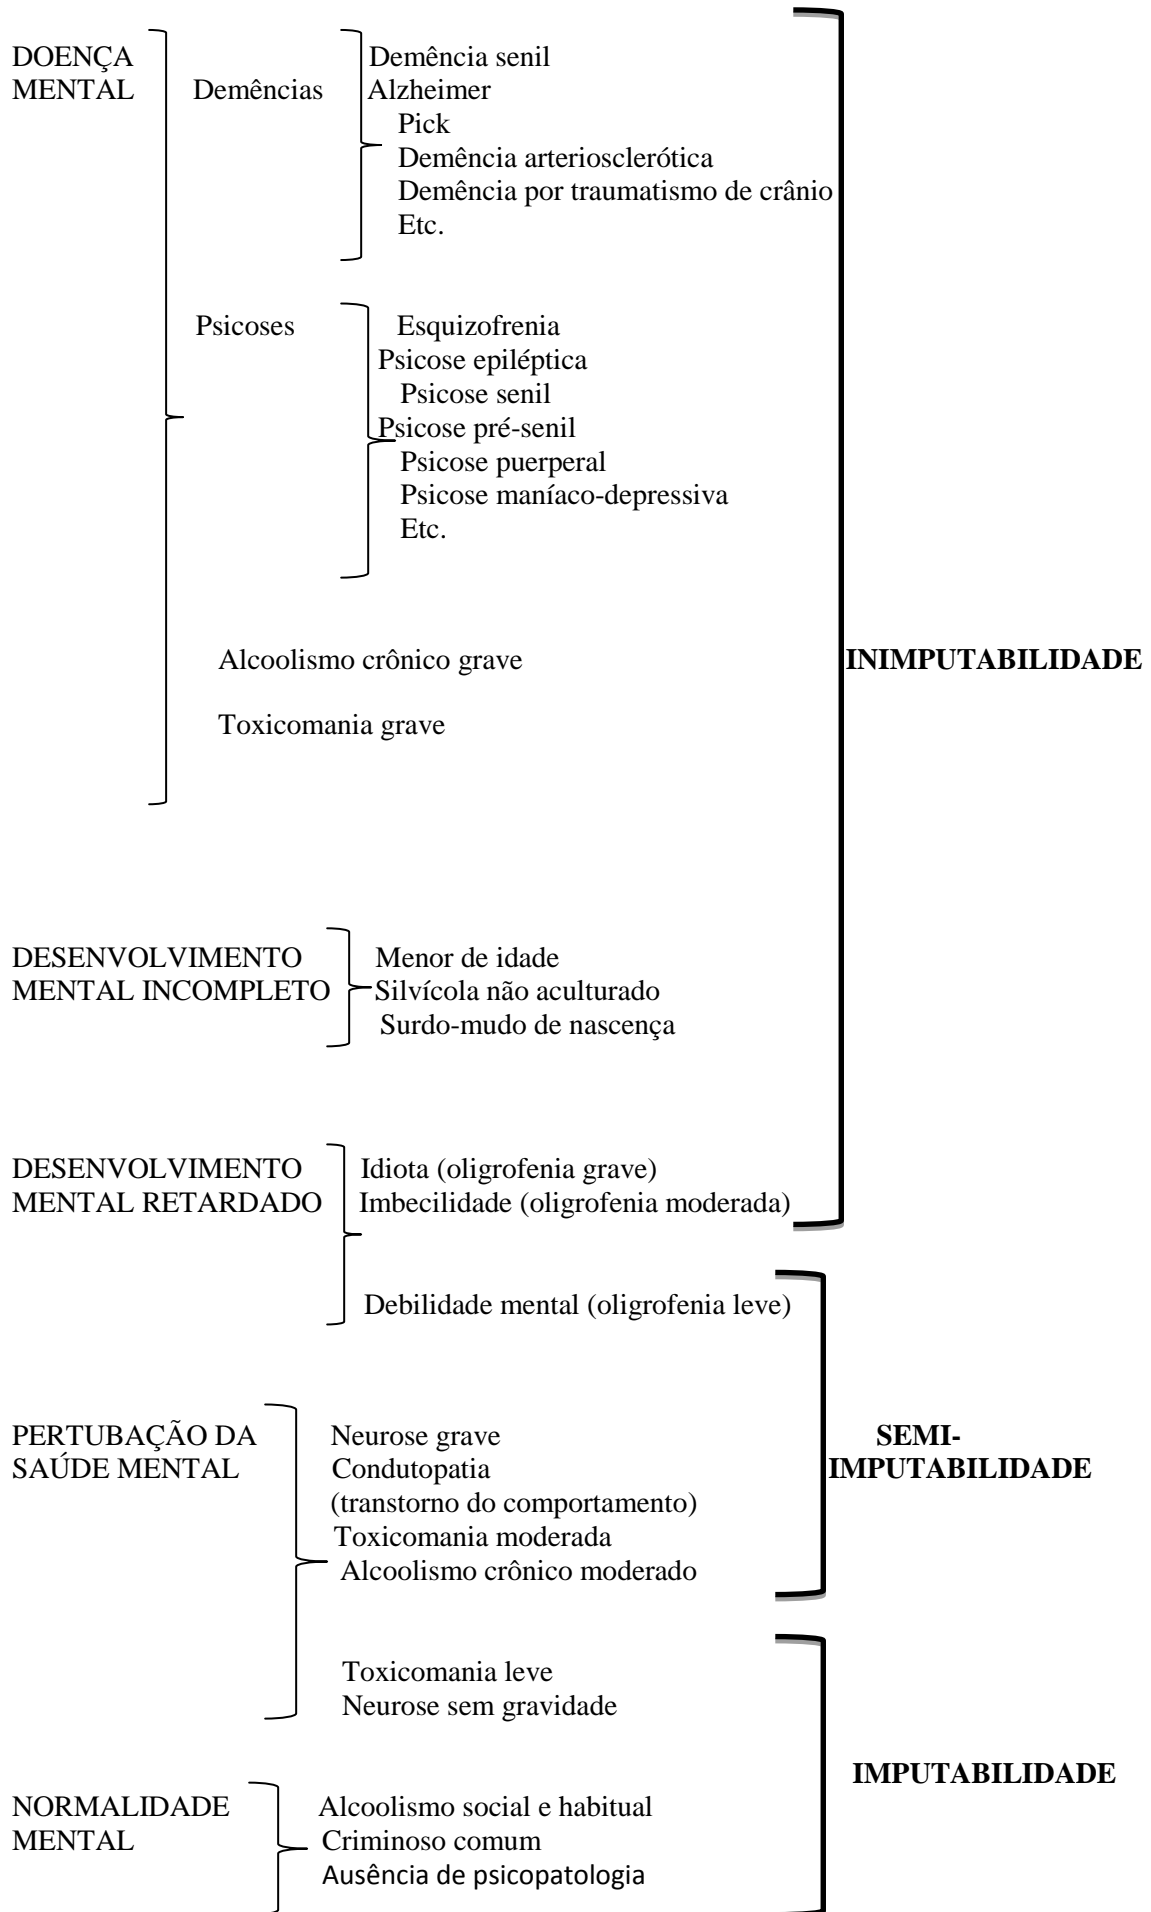 DOENÇA
MENTAL
Demências
Demência senil
Alzheimer
Pick
Demência arteriosclerótica
Demência por traumatismo de crânio
Etc.
Psicoses
Esquizofrenia
Psicose epiléptica
Psicose senil
Psicose pré-senil
Psicose puerperal
Psicose maníaco-depressiva
Etc.
Alcoolismo crônico grave
Toxicomania grave
INIMPUTABILIDADE
DESENVOLVIMENTO
MENTAL INCOMPLETO
Menor de idade
Silvícola não aculturado
Surdo-mudo de nascença
DESENVOLVIMENTO
MENTAL RETARDADO
Idiota (oligrofenia grave)
Imbecilidade (oligrofenia moderada)
Debilidade mental (oligrofenia leve)
PERTUBAÇÃO DA
SAÚDE MENTAL
Neurose grave
Condutopatia
(transtorno do comportamento)
Toxicomania moderada
Alcoolismo crônico moderado
SEMI-
IMPUTABILIDADE
Toxicomania leve
Neurose sem gravidade
IMPUTABILIDADE
NORMALIDADE
MENTAL
Alcoolismo social e habitual
Criminoso comum
Ausência de psicopatologia